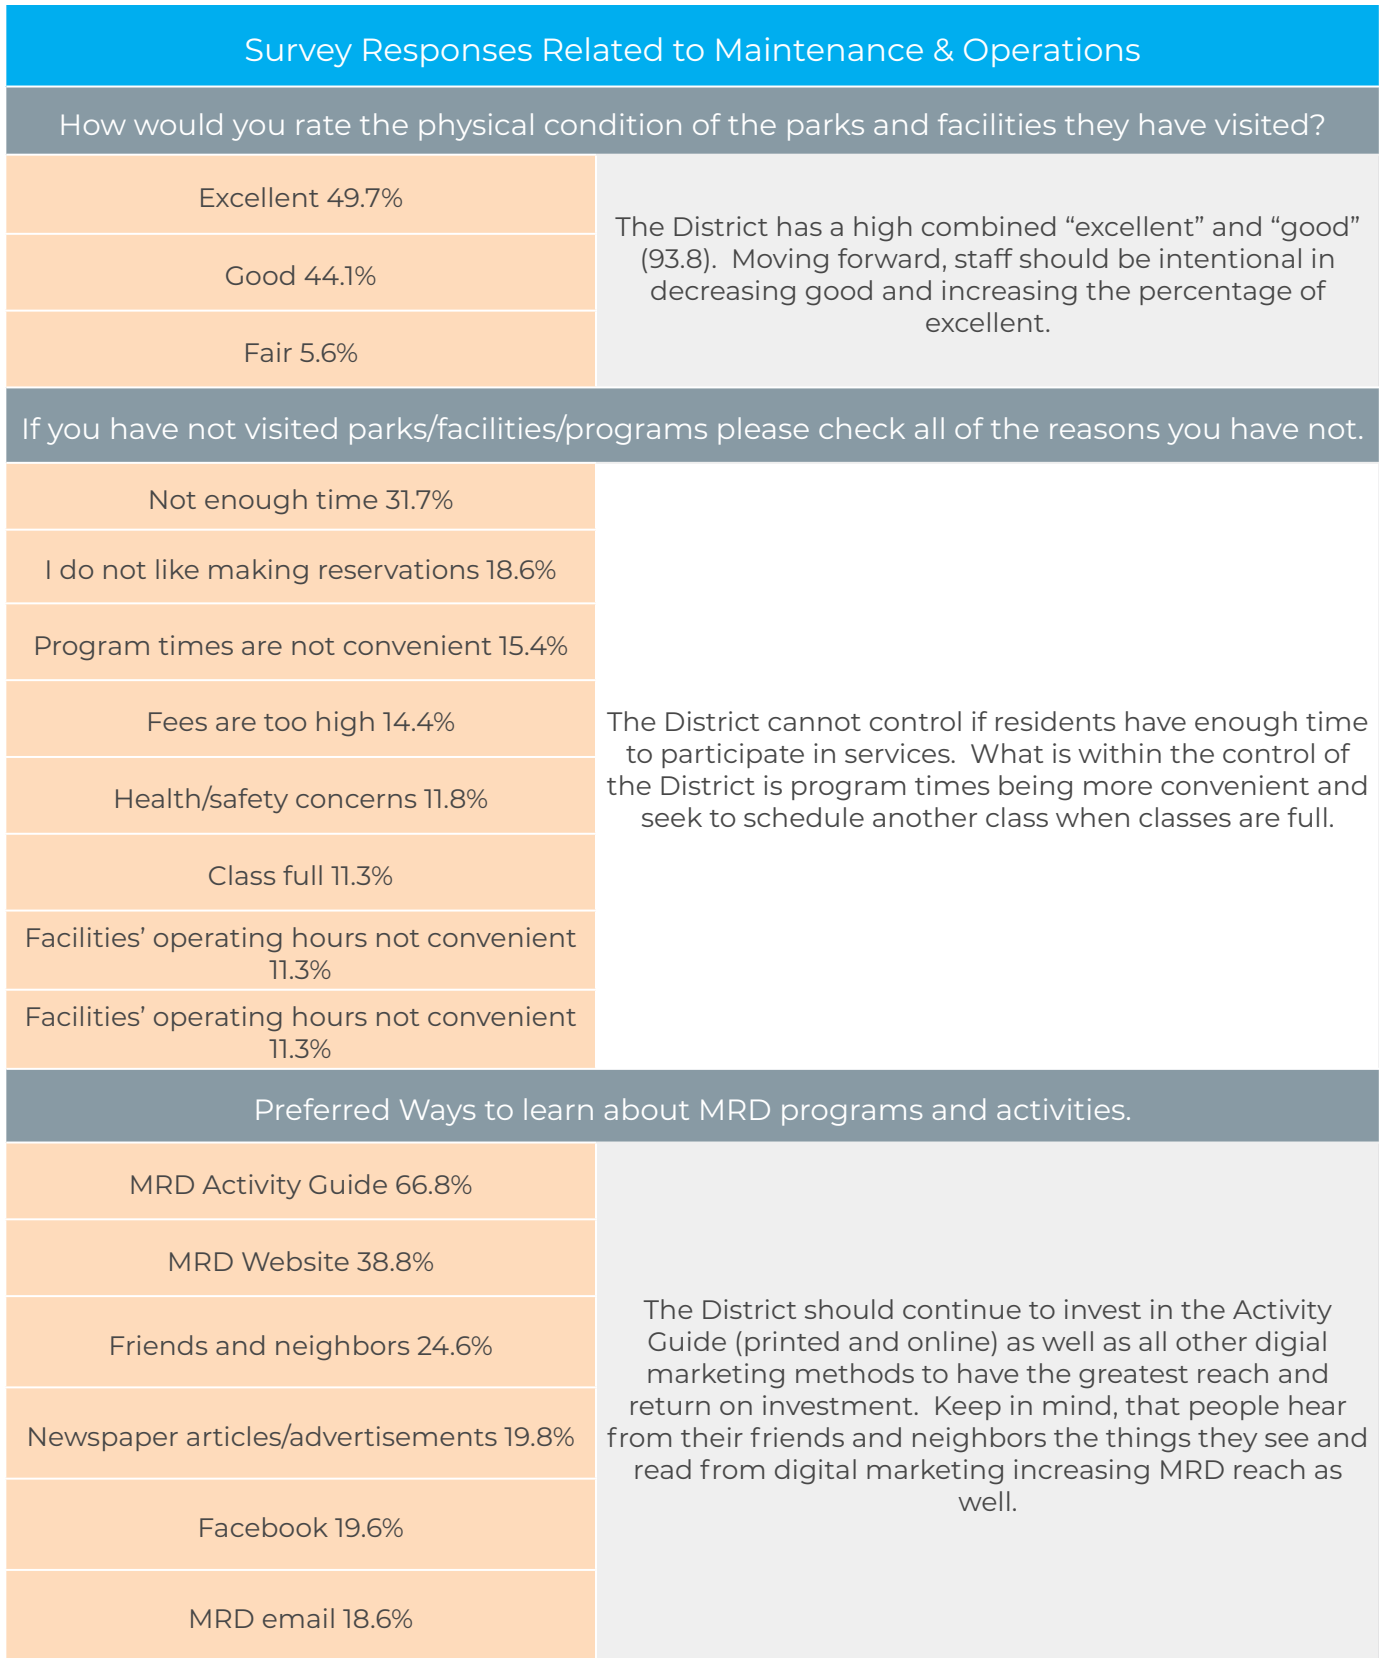 Survey Responses Related to Maintenance & Operations
How would you rate the physical condition of the parks and facilities they have visited?
Excellent 49.7%
Good 44.1%
Fair 5.6%
The District has a high combined “excellent” and “good”
(93.8).  Moving forward, staff should be intentional in
decreasing good and increasing the percentage of
excellent.
If you have not visited parks/facilities/programs please check all of the reasons you have not.
Not enough time 31.7%
I do not like making reservations 18.6%
Program times are not convenient 15.4%
Fees are too high 14.4%
Health/safety concerns 11.8%
Class full 11.3%
Facilities’ operating hours not convenient
11.3%
Facilities’ operating hours not convenient
11.3%
The District cannot control if residents have enough time
to participate in services.  What is within the control of
the District is program times being more convenient and
seek to schedule another class when classes are full.
Preferred Ways to learn about MRD programs and activities.
MRD Activity Guide 66.8%
MRD Website 38.8%
Friends and neighbors 24.6%
Newspaper articles/advertisements 19.8%
Facebook 19.6%
MRD email 18.6%
The District should continue to invest in the Activity
Guide (printed and online) as well as all other digial
marketing methods to have the greatest reach and
return on investment.  Keep in mind, that people hear
from their friends and neighbors the things they see and
read from digital marketing increasing MRD reach as
well.